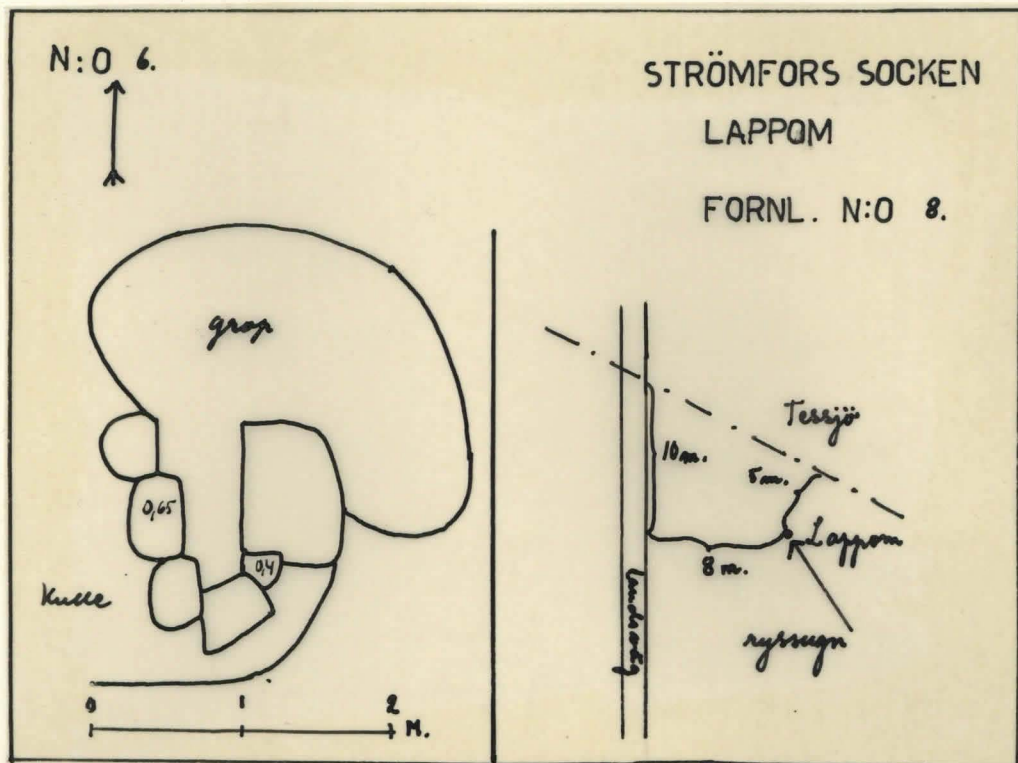 N:O 6.
STRÖMFORS SOCKEN
LAPPOM
FORNL. N:O 8.
grop
0,65
0,4
Kulle
0 1 2
M.
Tessjö
10 m.
5 m.
Lappom
8 m.
landsväg
ryssugn